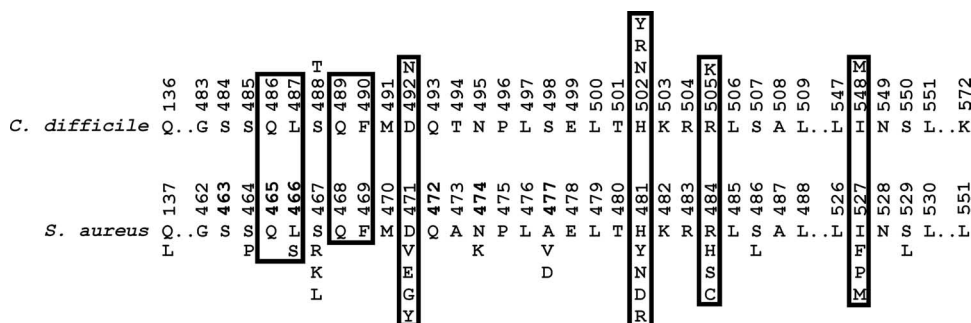 Y
R
T N N K M
136 483 484 485 486 487 488 489 490 491 492 493 494 495 496 497 498 499 500 501 502 503 504 505 506 507 508 509 547 548 549 550 551 572
C. difficile Q..G S S Q L S Q F M D Q T N P L S E L T H K R R L S A L..L I N S L..K
137 462 463 464 465 466 467 468 469 470 471 472 473 474 475 476 477 478 479 480 481 482 483 484 485 486 487 488 526 527 528 529 530 551
S. aureus Q..G S S Q L S Q F M D Q A N P L A E L T H K R R L S A L..L I N S L..L
L P S R V K V Y H S F L
K E D N S P
L G D C M
Y R